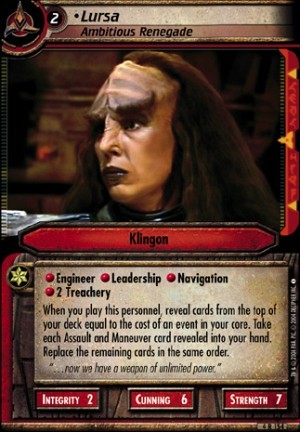 2 •Lursa
Ambitious Renegade
Klingon
Engineer Leadership Navigation
2 Treachery
When you play this personnel, reveal cards from the top
of your deck equal to the cost of an event in your core. Take
each Assault and Maneuver card revealed into your hand.
Replace the remaining cards in the same order.
"... now we have a weapon of unlimited power."
INTEGRITY 2 CUNNING 6 STRENGTH 7